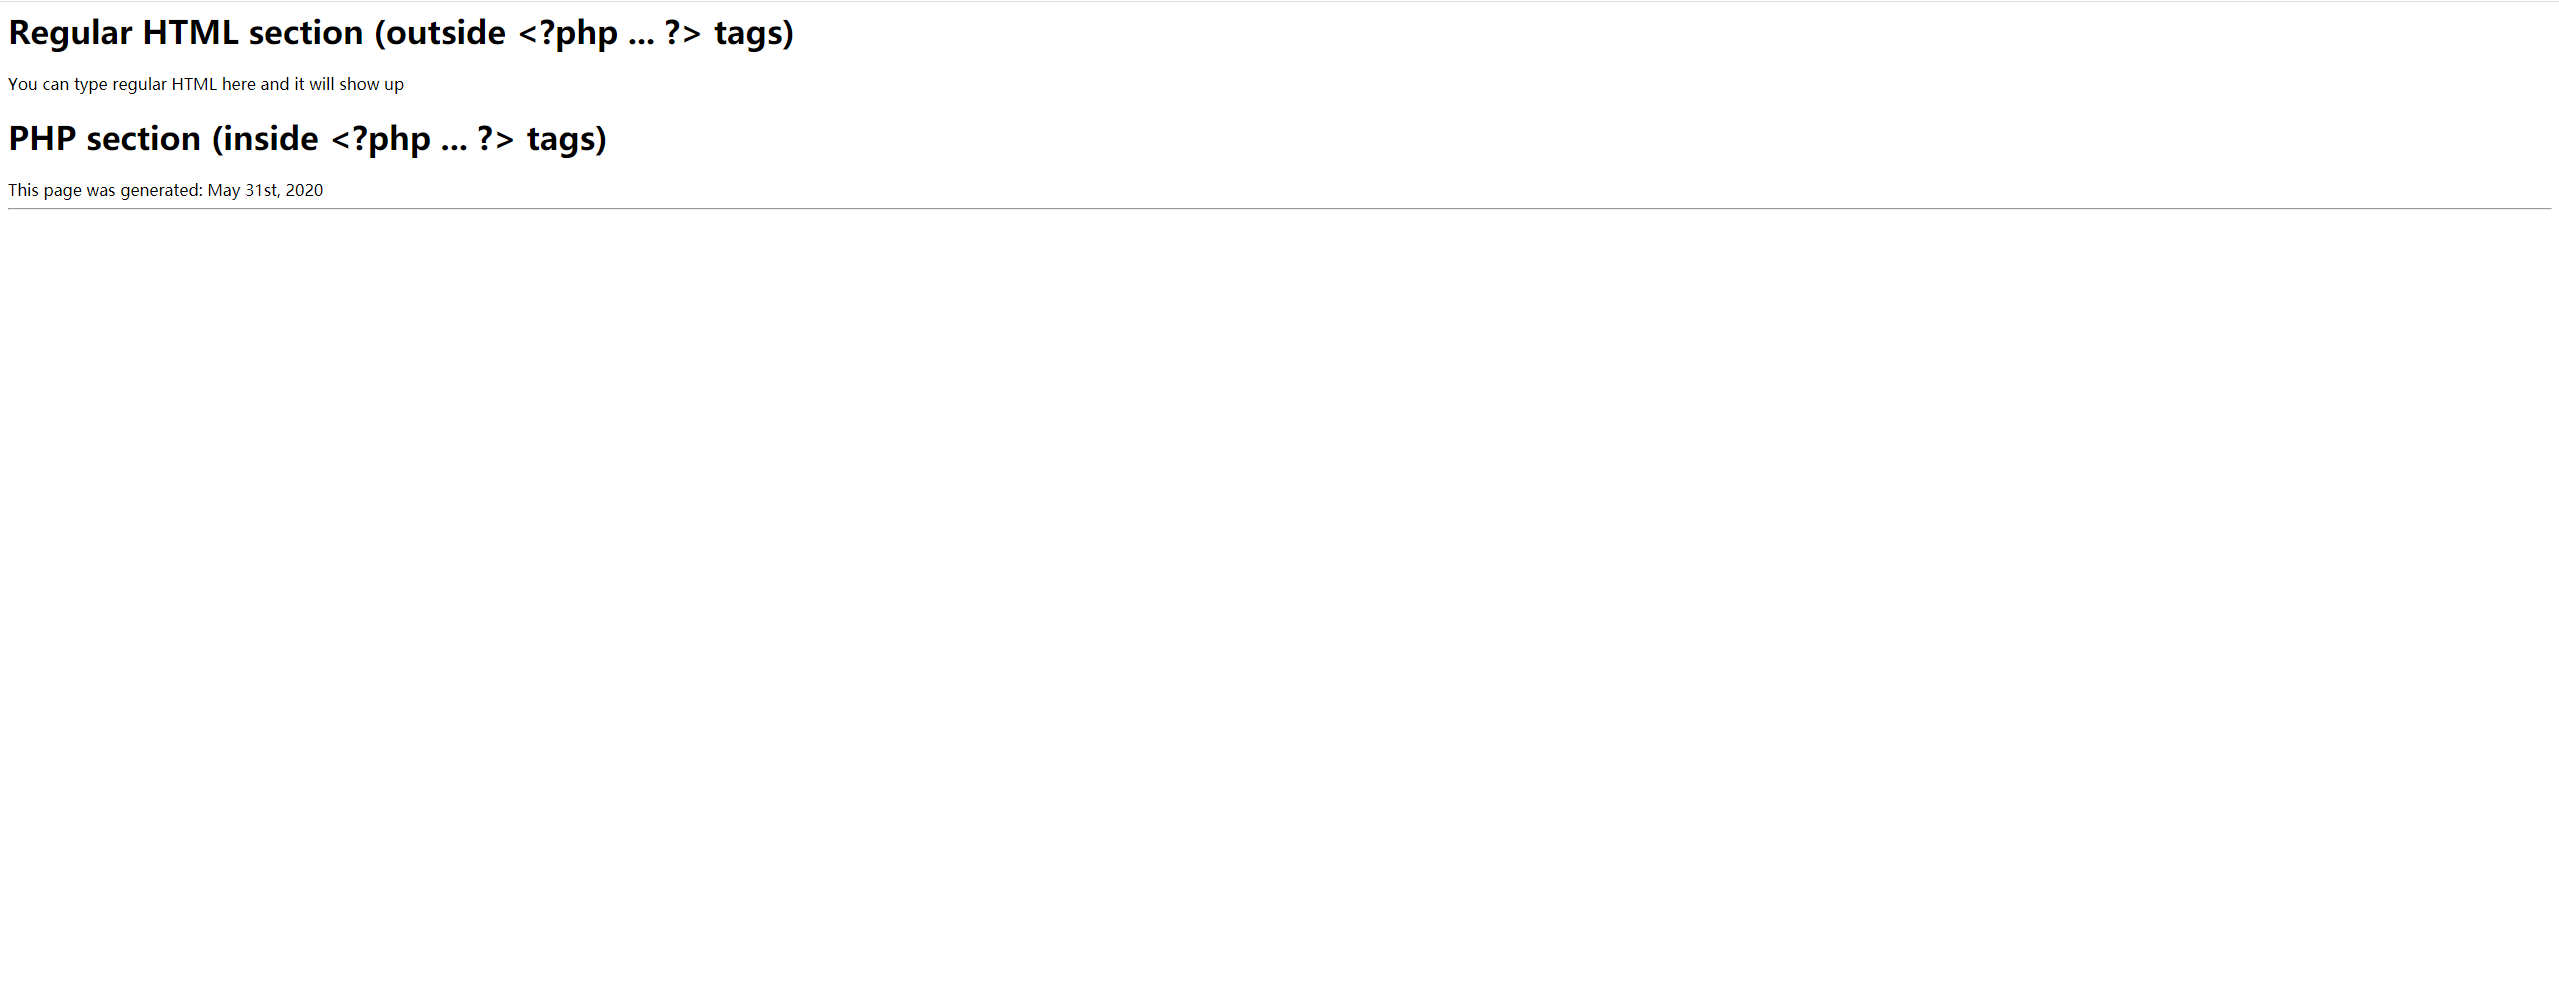 Regular HTML section (outside <?php ... ?> tags)
You can type regular HTML here and it will show up
PHP section (inside <?php ... ?> tags)
This page was generated: May 31st, 2020